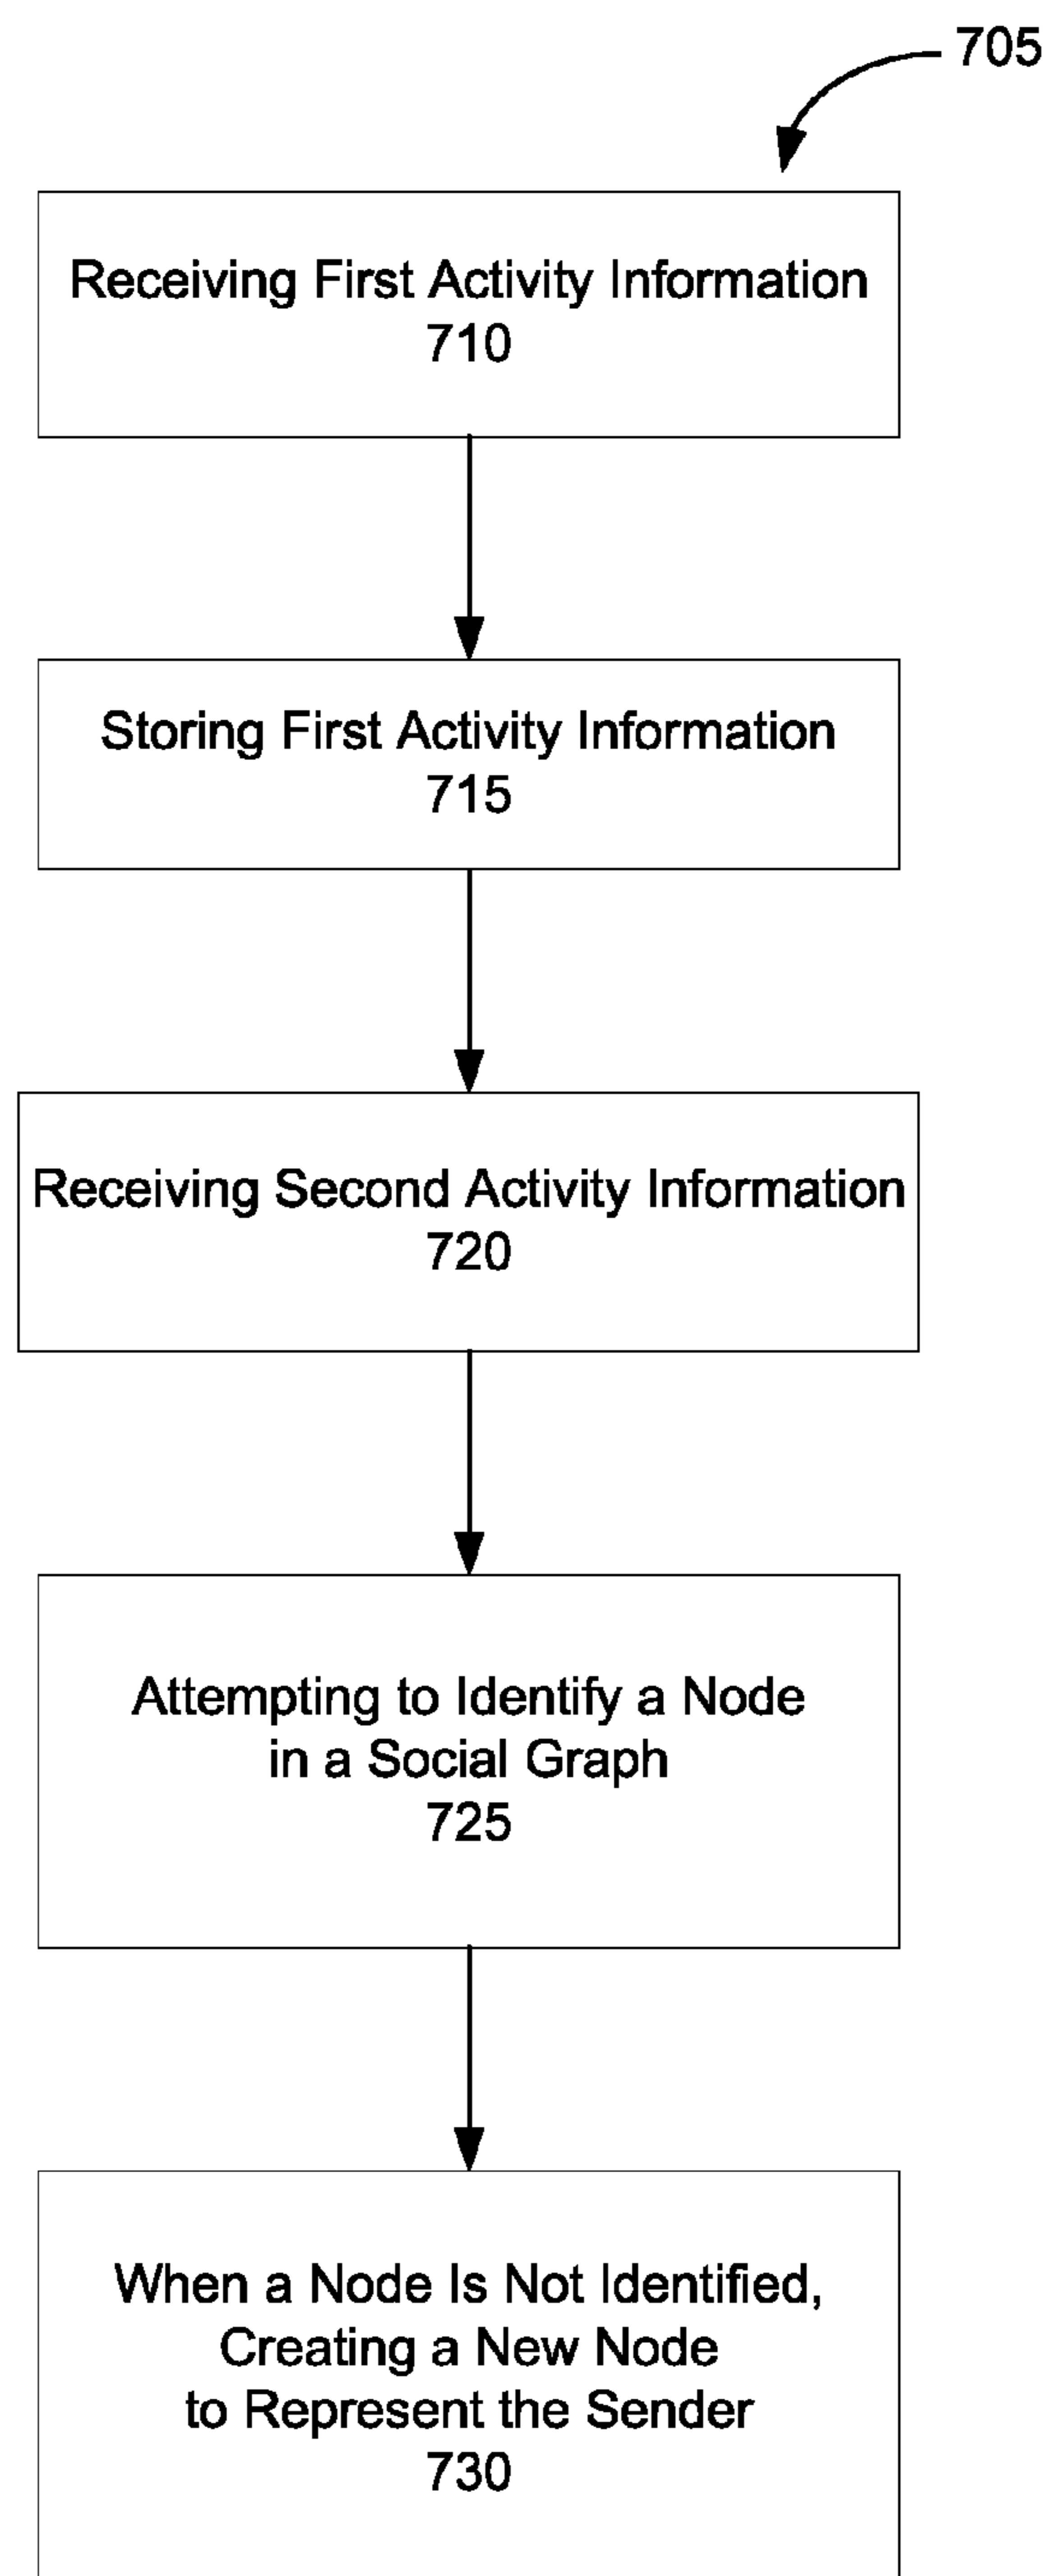 705
Receiving First Activity Information
710
Storing First Activity Information
715
Receiving Second Activity Information
720
Attempting to Identify a Node
in a Social Graph
725
When a Node Is Not Identified,
Creating a New Node
to Represent the Sender
730